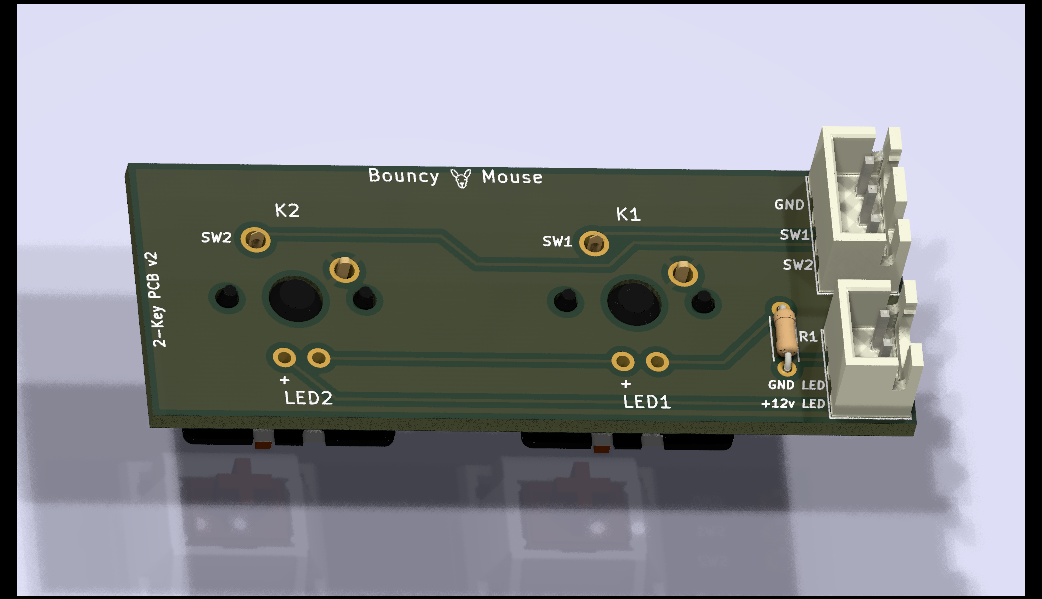 Bouncy Mouse
K2
K1
GND
SW2
SW1
SW1
SW2
2-Key PCB v2
R1
+
LED2
+
LED1
GND LED
+12v LED